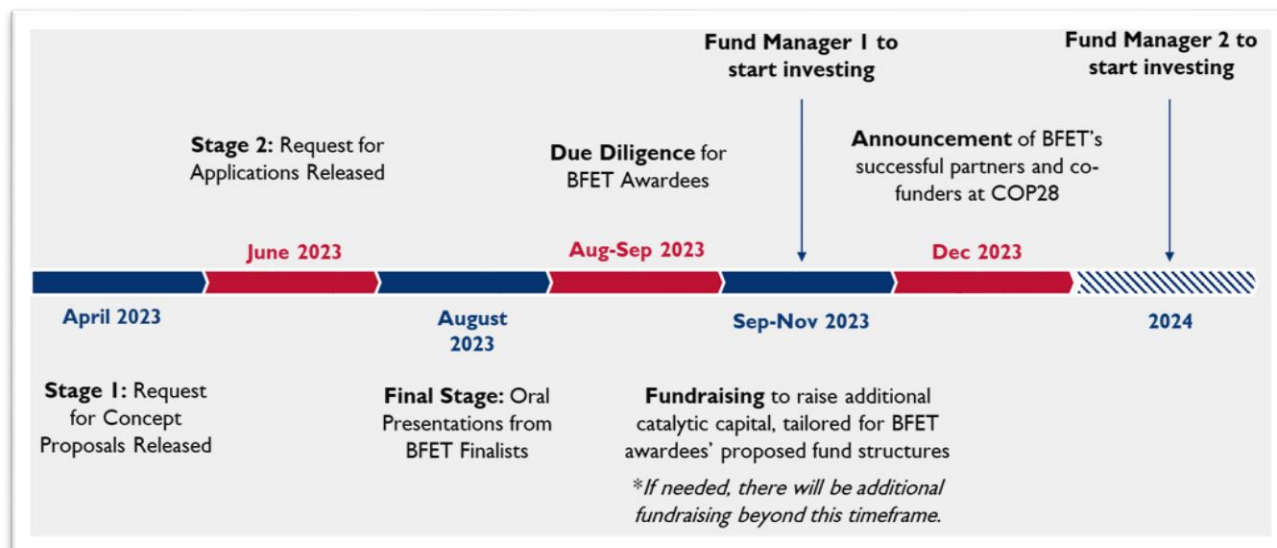 Fund Manager 1 to
start investing
Fund Manager 2 to
start investing
Stage 2: Request for
Applications Released
Due Diligence for
BFET Awardees
Announcement of BFET's
successful partners and co-
funders at COP28
June 2023
Aug-Sep 2023
Dec 2023
April 2023
August
2023
Sep-Nov 2023
2024
Stage 1: Request
for Concept
Proposals Released
Final Stage: Oral
Presentations from
BFET Finalists
Fundraising to raise additional
catalytic capital, tailored for BFET
awardees' proposed fund structures
*If needed, there will be additional
fundraising beyond this timeframe.